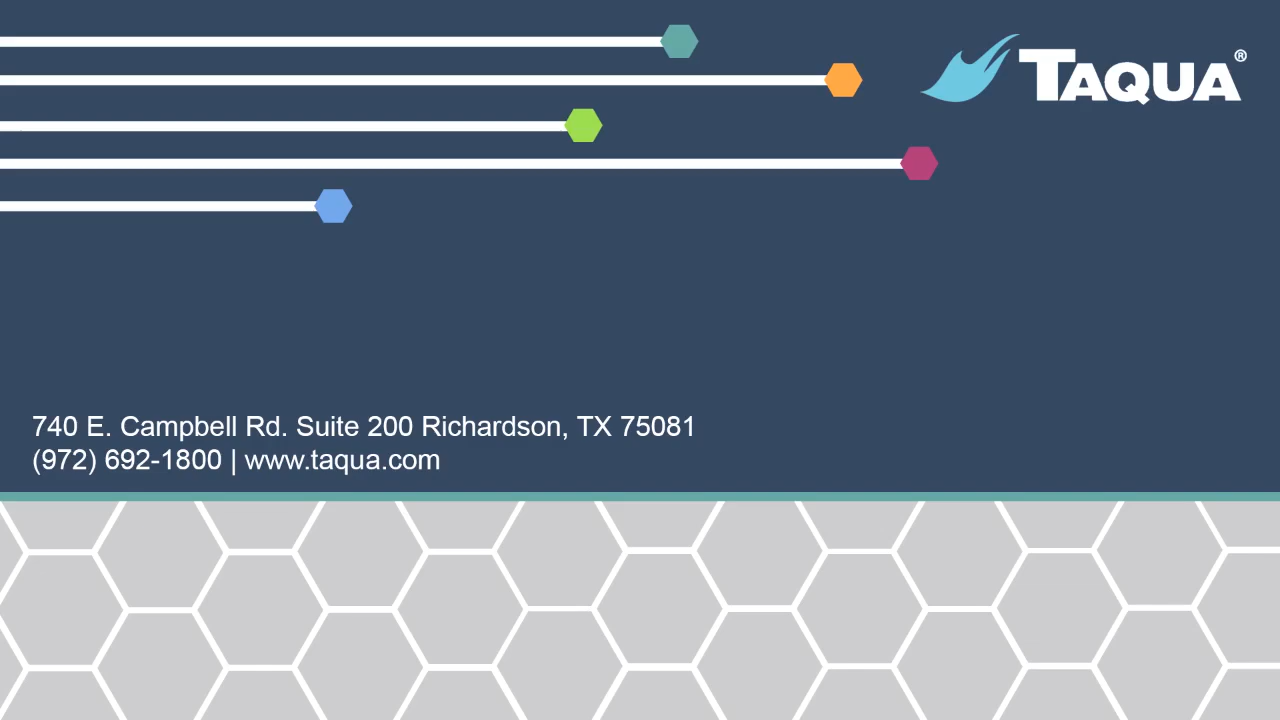 TAQUA®
740 E. Campbell Rd. Suite 200 Richardson, TX 75081
(972) 692-1800 | www.taqua.com